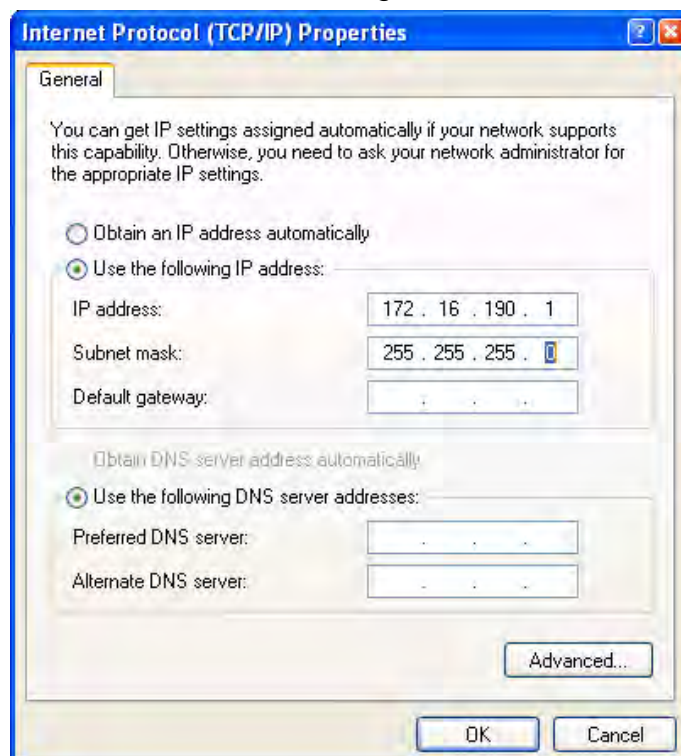 Internet Protocol (TCP/IP) Properties
General
You can get IP settings assigned automatically if your network supports
this capability. Otherwise, you need to ask your network administrator for
the appropriate IP settings.
Obtain an IP address automatically
Use the following IP address:
IP address: 172 . 16 . 190 . 1
Subnet mask: 255 . 255 . 255 . 0
Default gateway: . . .
Obtain DNS server address automatically
Use the following DNS server addresses:
Preferred DNS server: . . .
Alternate DNS server: . . .
Advanced...
OK Cancel